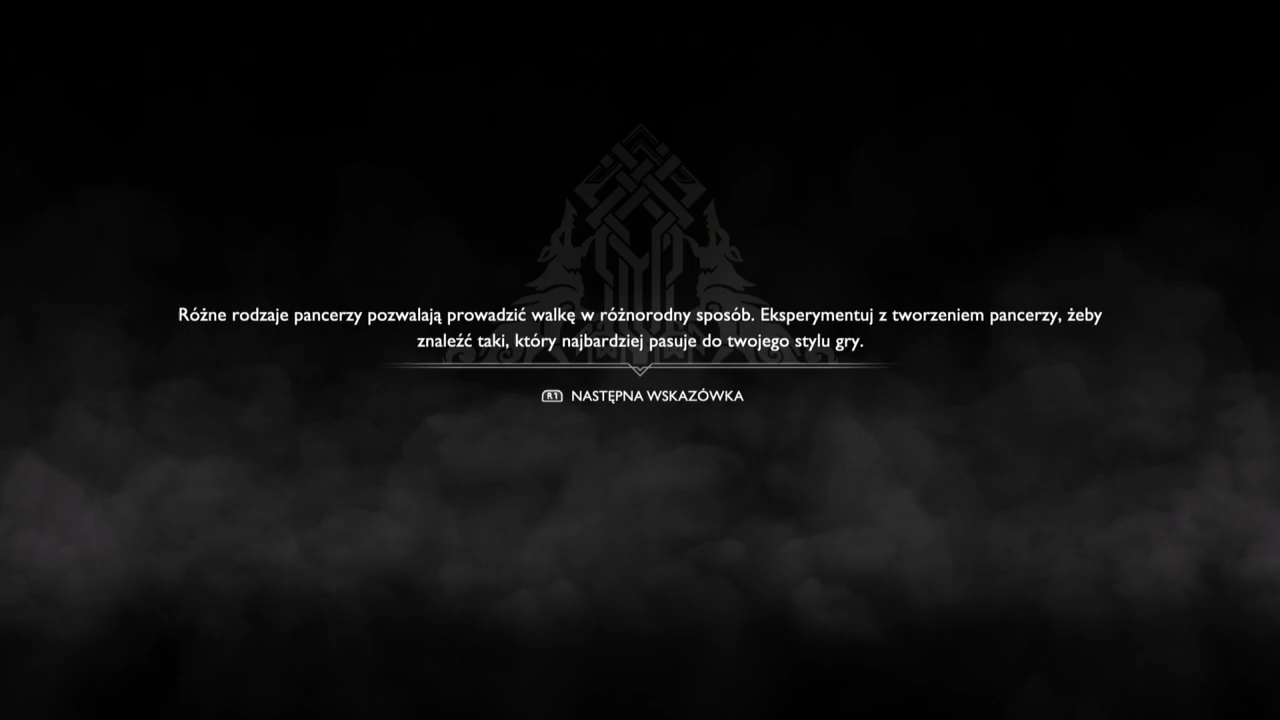 Różne rodzaje pancerzy pozwalają prowadzić walkę w różnorodny sposób. Eksperymentuj z tworzeniem pancerzy, żeby
znaleźć taki, który najbardziej pasuje do twojego stylu gry.
R1 NASTĘPNA WSKAZÓWKA